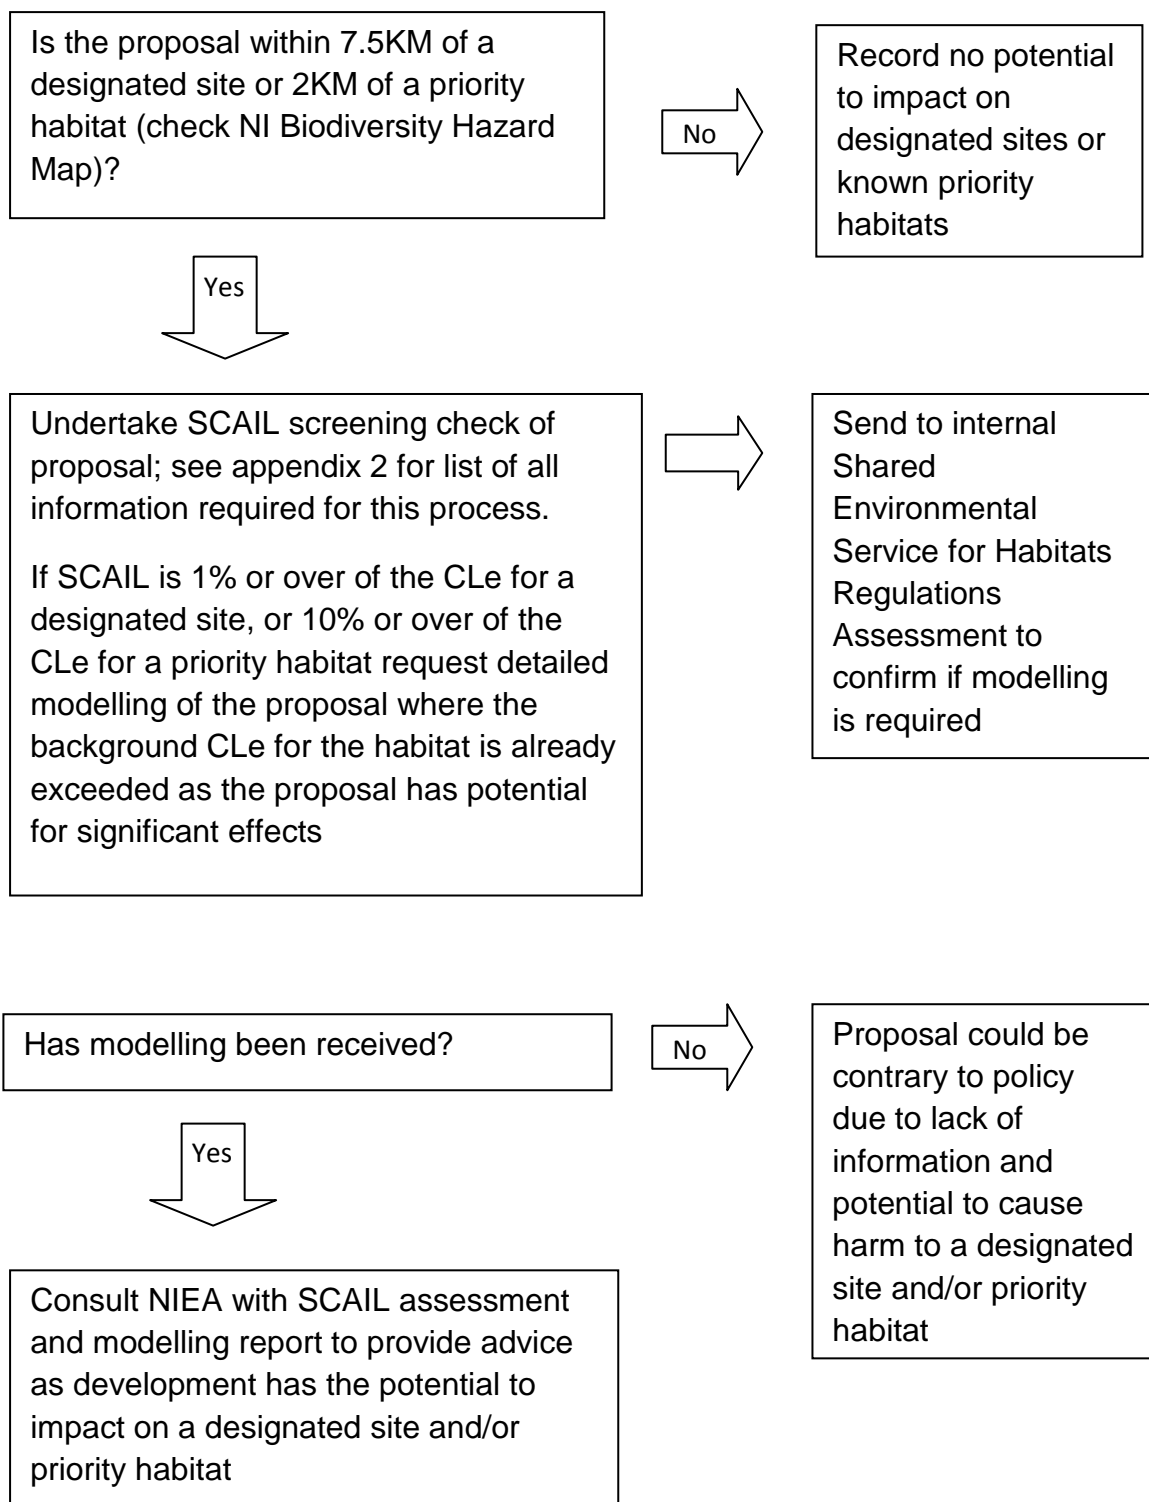 Is the proposal within 7.5KM of a
designated site or 2KM of a priority
habitat (check NI Biodiversity Hazard
Map)?
No
Record no potential
to impact on
designated sites or
known priority
habitats
Yes
Undertake SCAIL screening check of
proposal; see appendix 2 for list of all
information required for this process.
If SCAIL is 1% or over of the CLe for a
designated site, or 10% or over of the
CLe for a priority habitat request detailed
modelling of the proposal where the
background CLe for the habitat is already
exceeded as the proposal has potential
for significant effects
Send to internal
Shared
Environmental
Service for Habitats
Regulations
Assessment to
confirm if modelling
is required
Has modelling been received?
No
Proposal could be
contrary to policy
due to lack of
information and
potential to cause
harm to a designated
site and/or priority
habitat
Yes
Consult NIEA with SCAIL assessment
and modelling report to provide advice
as development has the potential to
impact on a designated site and/or
priority habitat